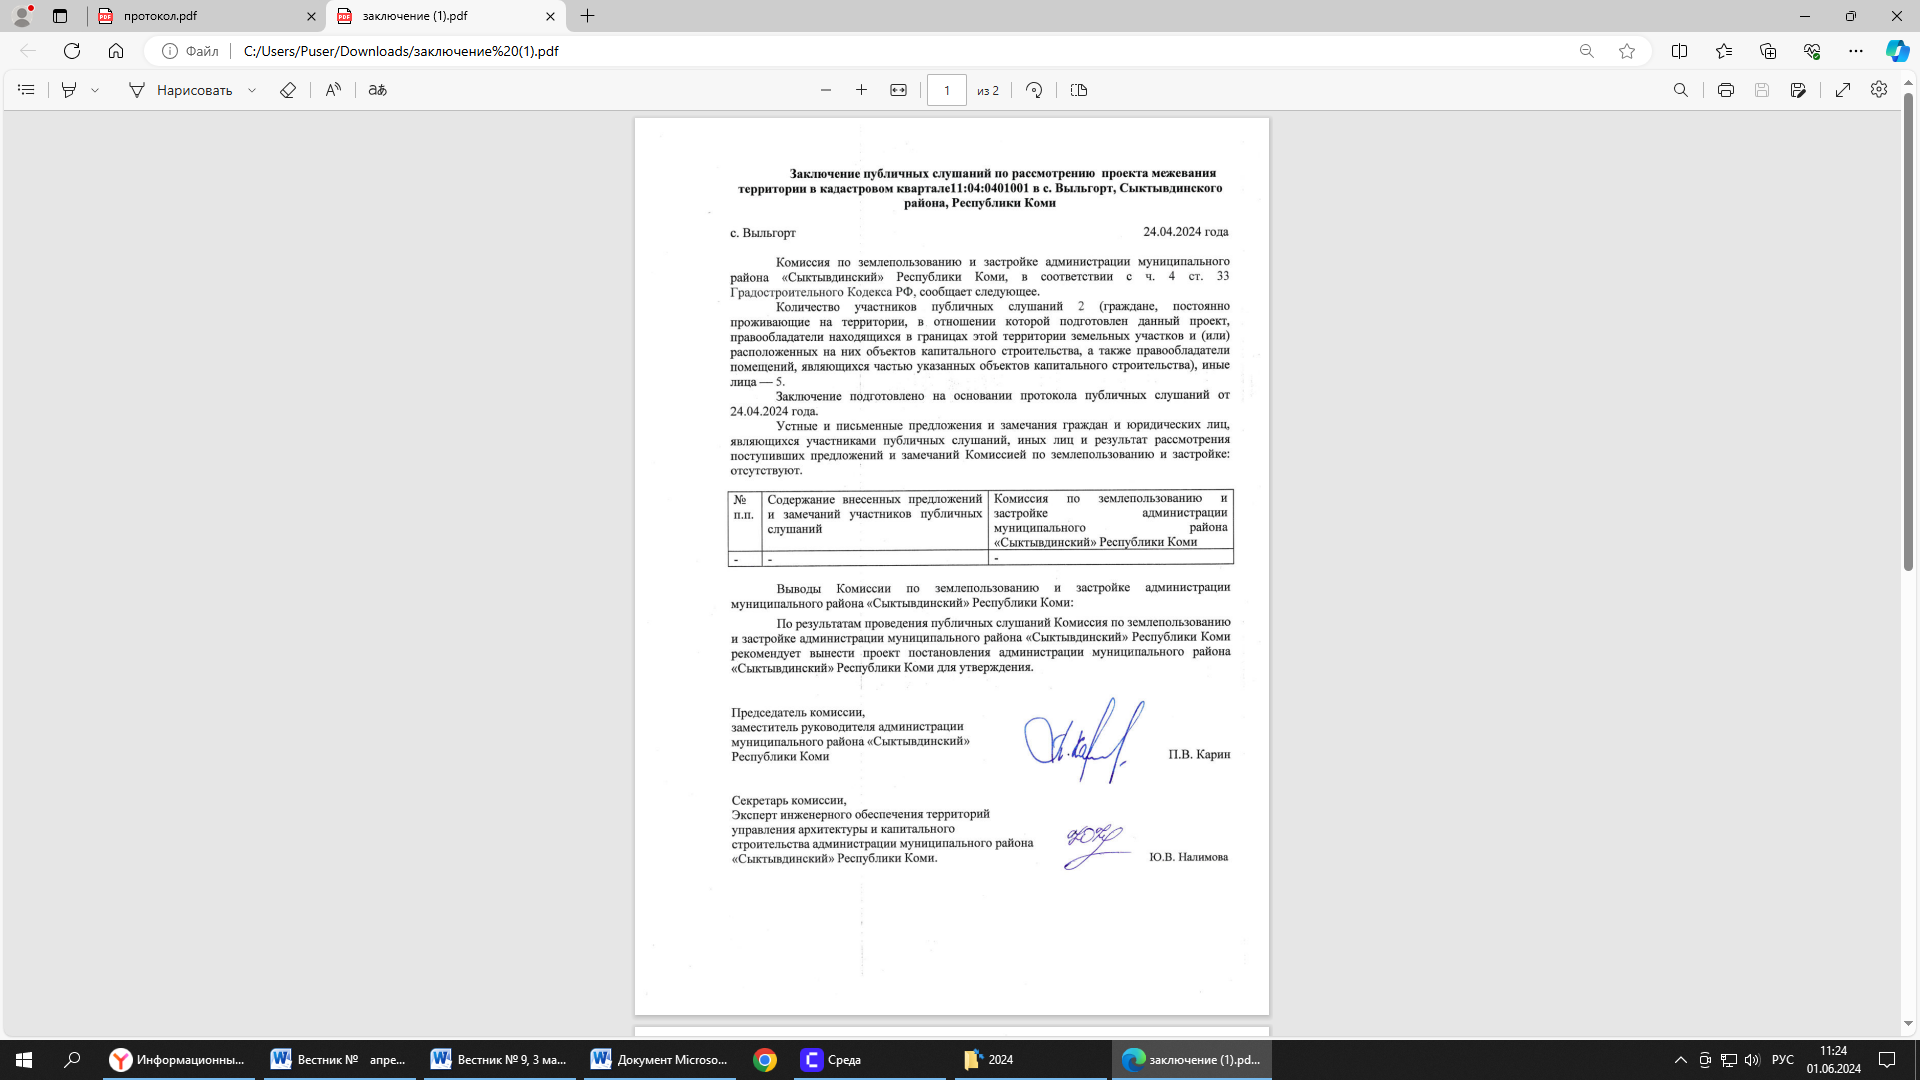 протокол.pdf
заключение (1).pdf
Файл
C:/Users/Puser/Downloads/заключение%20(1).pdf
Нарисовать
1
из 2
Заключение публичных слушаний по рассмотрению проекта межевания
территории в кадастровом квартале11:04:0401001 в с. Выльгорт, Сыктывдинского
района, Республики Коми
с. Выльгорт
24.04.2024 года
Комиссия по землепользованию и застройке администрации муниципального
района «Сыктывдинский» Республики Коми, в соответствии с ч. 4 ст. 33
Градостроительного Кодекса РФ, сообщает следующее.
Количество участников публичных слушаний 2 (граждане, постоянно
проживающие на территории, в отношении которой подготовлен данный проект,
правообладатели находящихся в границах этой территории земельных участков и (или)
расположенных на них объектов капитального строительства, а также правообладатели
помещений, являющихся частью указанных объектов капитального строительства), иные
лица — 5.
Заключение подготовлено на основании протокола публичных слушаний от
24.04.2024 года.
Устные и письменные предложения и замечания граждан и юридических лиц,
являющихся участниками публичных слушаний, иных лиц и результат рассмотрения
поступивших предложений и замечаний Комиссией по землепользованию и застройке:
отсутствуют.
№
п.п.
Содержание внесенных предложений
и замечаний участников публичных
слушаний
Комиссия по землепользованию и
застройке администрации
муниципального района
«Сыктывдинский» Республики Коми
-
-
-
Выводы Комиссии по землепользованию и застройке администрации
муниципального района «Сыктывдинский» Республики Коми:
По результатам проведения публичных слушаний Комиссия по землепользованию
и застройке администрации муниципального района «Сыктывдинский» Республики Коми
рекомендует вынести проект постановления администрации муниципального района
«Сыктывдинский» Республики Коми для утверждения.
Председатель комиссии,
заместитель руководителя администрации
муниципального района «Сыктывдинский»
Республики Коми
П.В. Карин
Секретарь комиссии,
Эксперт инженерного обеспечения территорий
управления архитектуры и капитального
строительства администрации муниципального района
«Сыктывдинский» Республики Коми.
Ю.В. Налимова
Информационны...
Вестник № апре...
Вестник № 9, 3 ма...
Документ Microso...
Среда
2024
заключение (1).pd...
РУС
11:24
01.06.2024